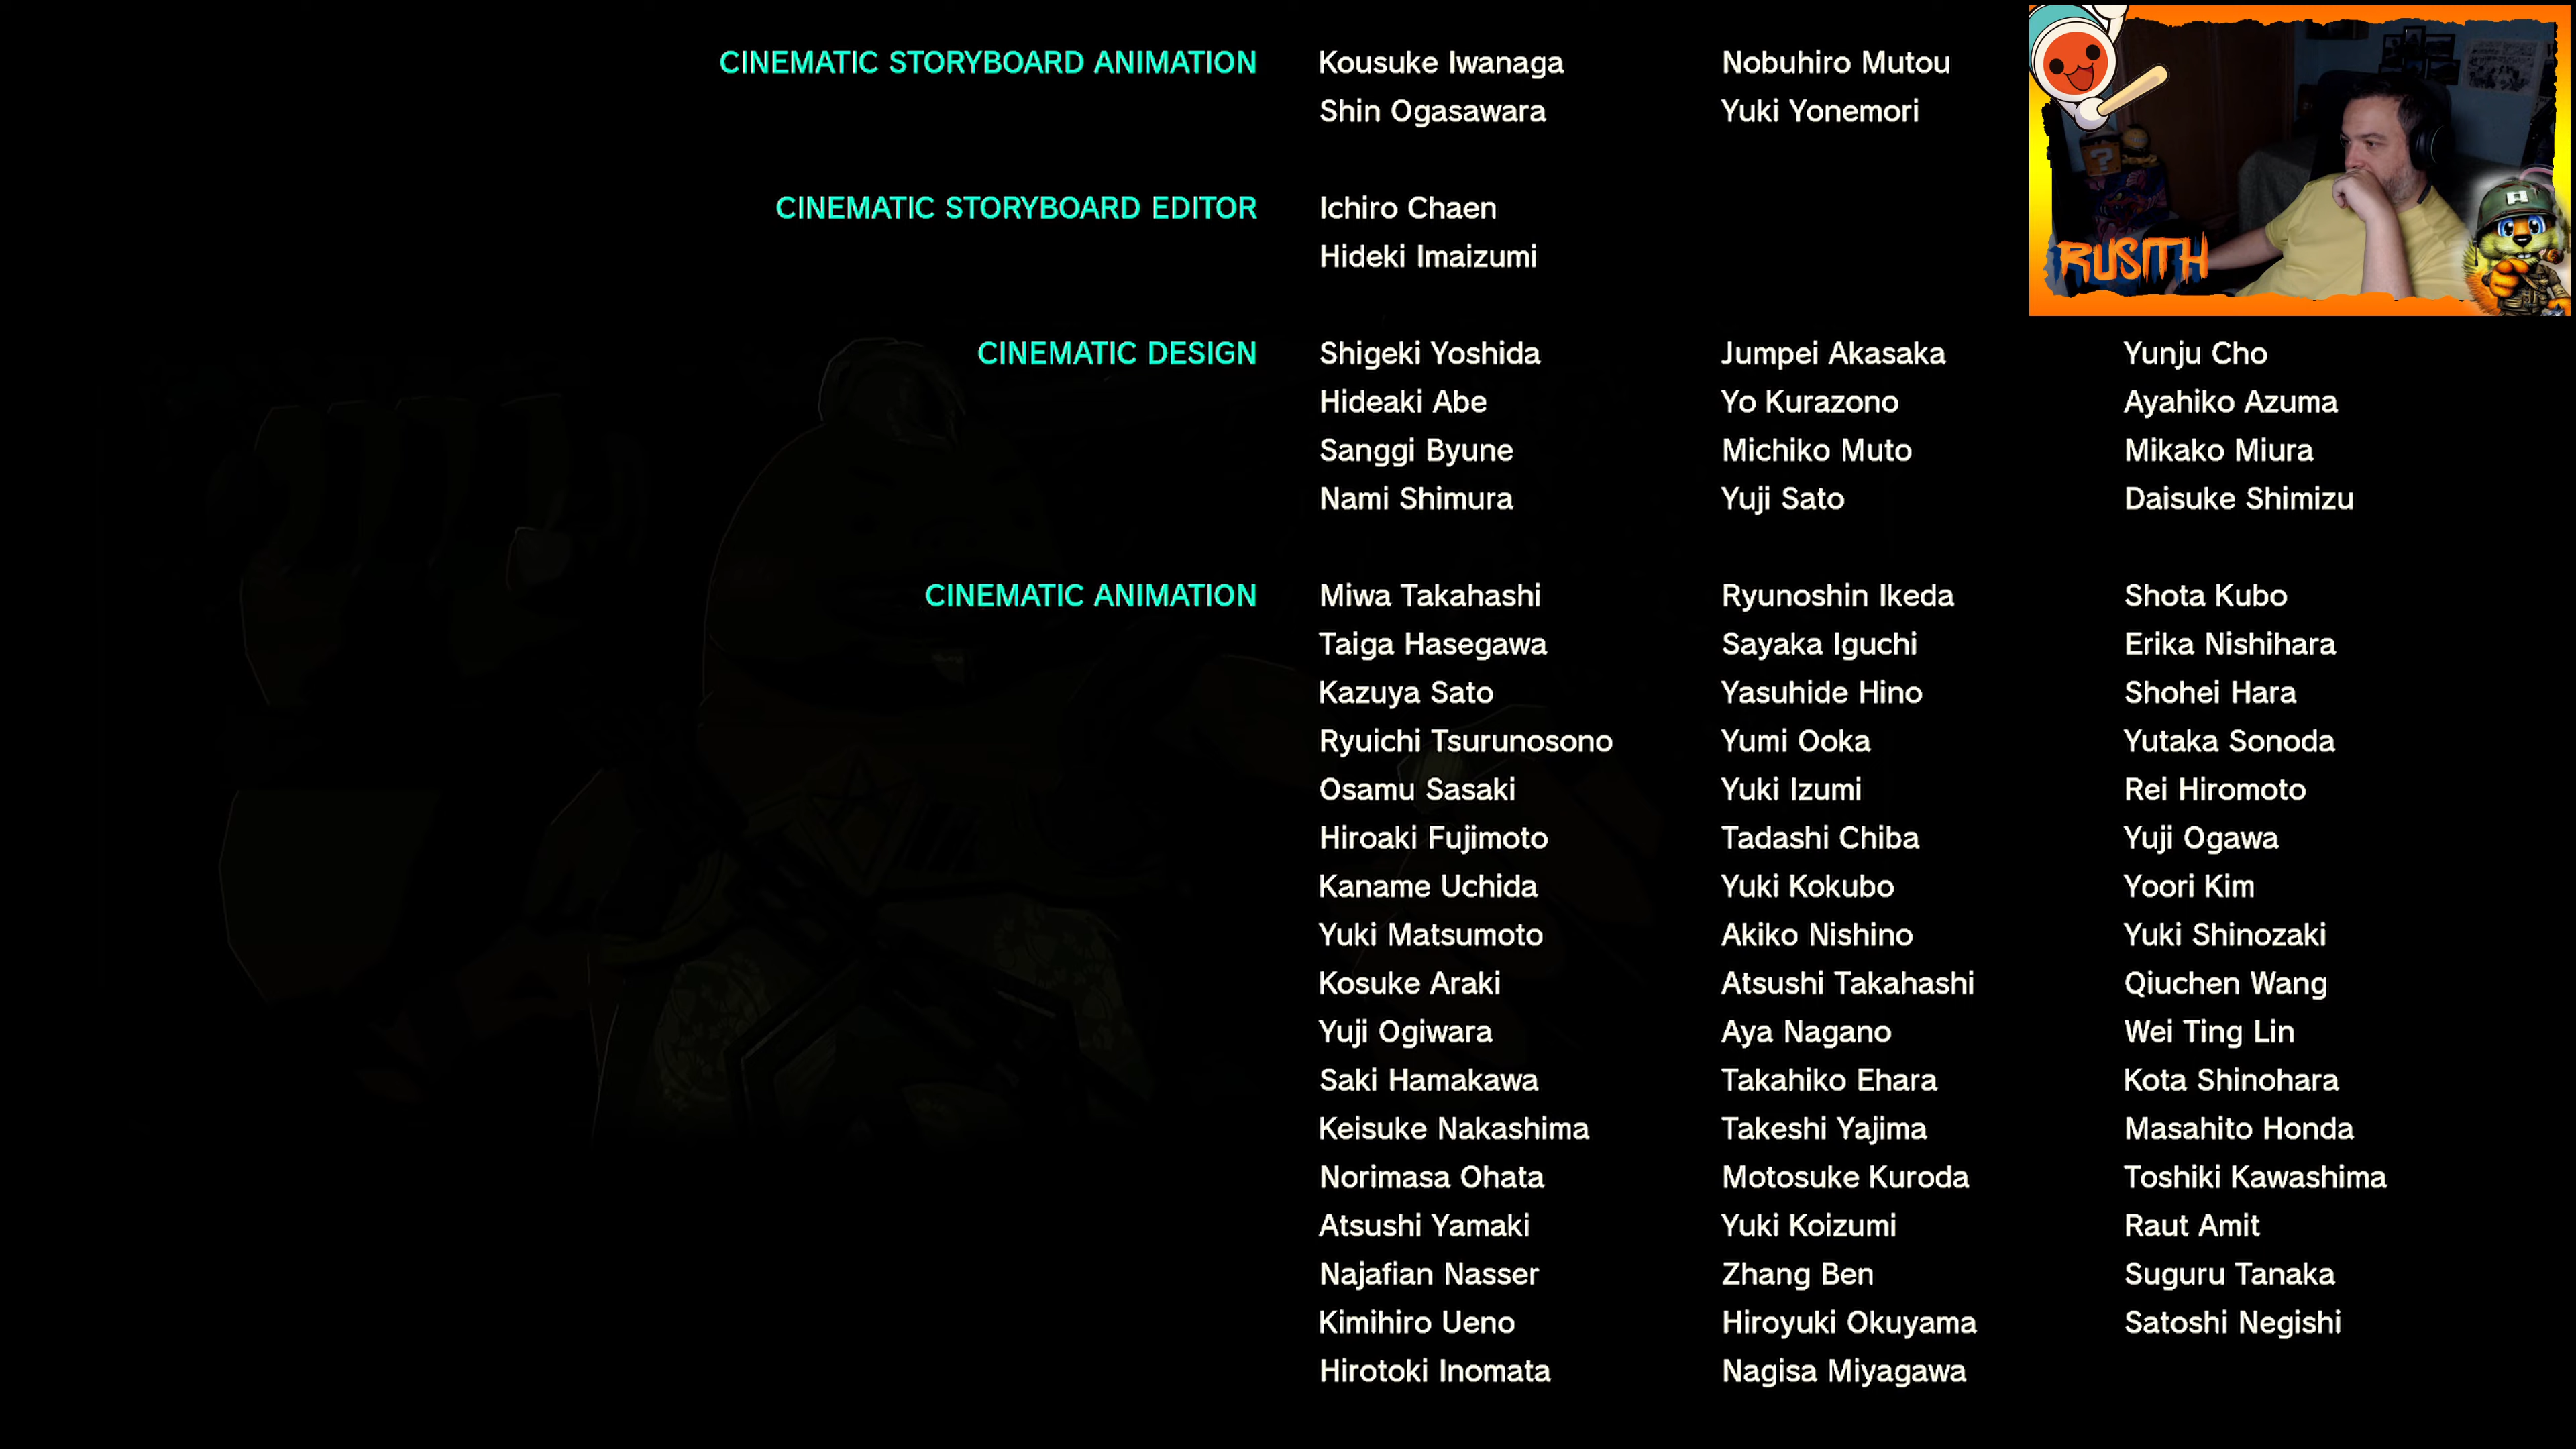 CINEMATIC STORYBOARD ANIMATION Kousuke Iwanaga Nobuhiro Mutou
Shin Ogasawara Yuki Yonemori
CINEMATIC STORYBOARD EDITOR Ichiro Chaen
Hideki Imaizumi
RUSITH
A
?
CINEMATIC DESIGN Shigeki Yoshida Jumpei Akasaka Yunju Cho
Hideaki Abe Yo Kurazono Ayahiko Azuma
Sanggi Byune Michiko Muto Mikako Miura
Nami Shimura Yuji Sato Daisuke Shimizu
CINEMATIC ANIMATION Miwa Takahashi Ryunoshin Ikeda Shota Kubo
Taiga Hasegawa Sayaka Iguchi Erika Nishihara
Kazuya Sato Yasuhide Hino Shohei Hara
Ryuichi Tsurunosono Yumi Ooka Yutaka Sonoda
Osamu Sasaki Yuki Izumi Rei Hiromoto
Hiroaki Fujimoto Tadashi Chiba Yuji Ogawa
Kaname Uchida Yuki Kokubo Yoori Kim
Yuki Matsumoto Akiko Nishino Yuki Shinozaki
Kosuke Araki Atsushi Takahashi Qiuchen Wang
Yuji Ogiwara Aya Nagano Wei Ting Lin
Saki Hamakawa Takahiko Ehara Kota Shinohara
Keisuke Nakashima Takeshi Yajima Masahito Honda
Norimasa Ohata Motosuke Kuroda Toshiki Kawashima
Atsushi Yamaki Yuki Koizumi Raut Amit
Najafian Nasser Zhang Ben Suguru Tanaka
Kimihiro Ueno Hiroyuki Okuyama Satoshi Negishi
Hirotoki Inomata Nagisa Miyagawa